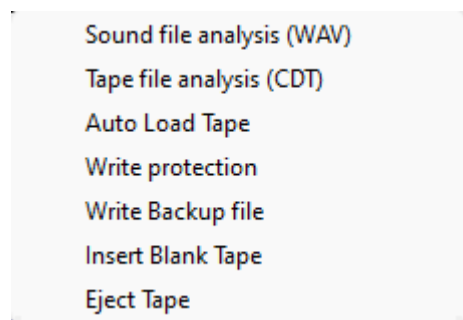 Sound file analysis (WAV)
Tape file analysis (CDT)
Auto Load Tape
Write protection
Write Backup file
Insert Blank Tape
Eject Tape